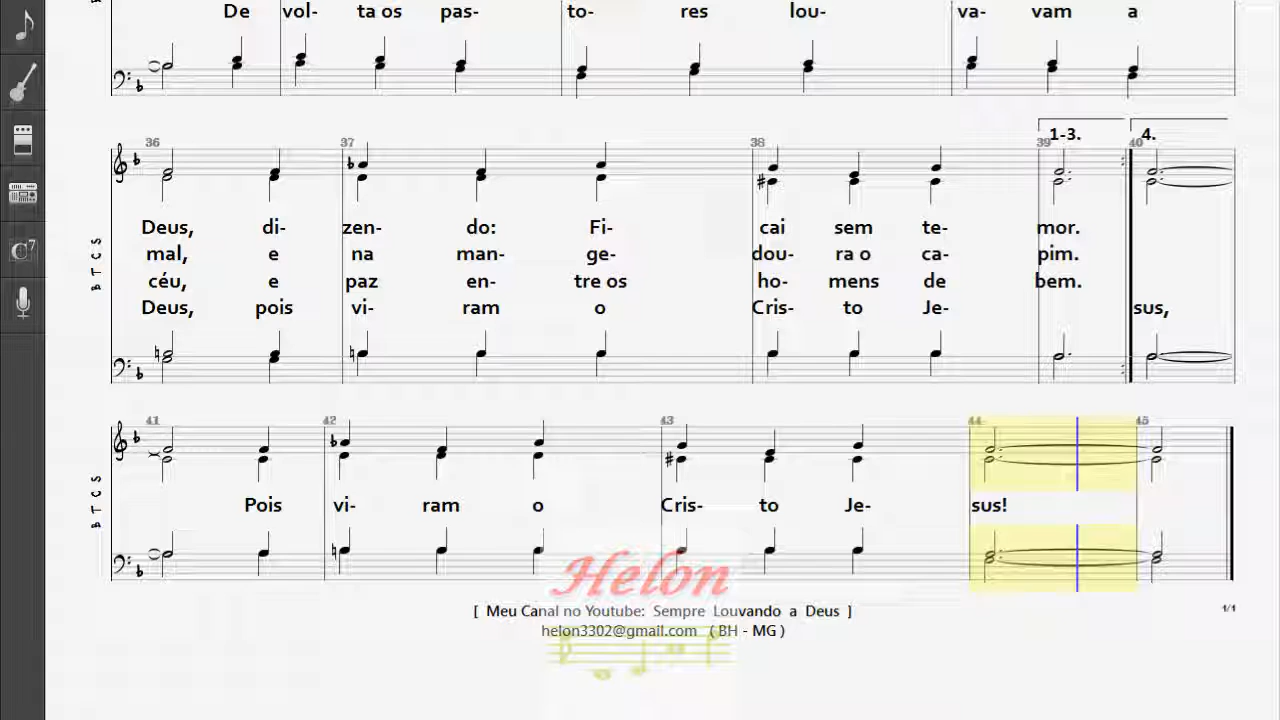 De vol- ta os pas- to- res lou- va- vam a
1-3. 4.
36 37 38 39 40
Deus, di- zen- do: Fi- cai sem te- mor.
mal, e na man- ge- dou- ra o ca- pim.
céu, e paz en- tre os ho- mens de bem.
Deus, pois vi- ram o Cris- to Je- sus,
B T C S
C7
41 42 43 44 45
Pois vi- ram o Cris- to Je- sus!
B T C S
Helon
[ Meu Canal no Youtube: Sempre Louvando a Deus ]
1/1
helon3302@gmail.com ( BH - MG )